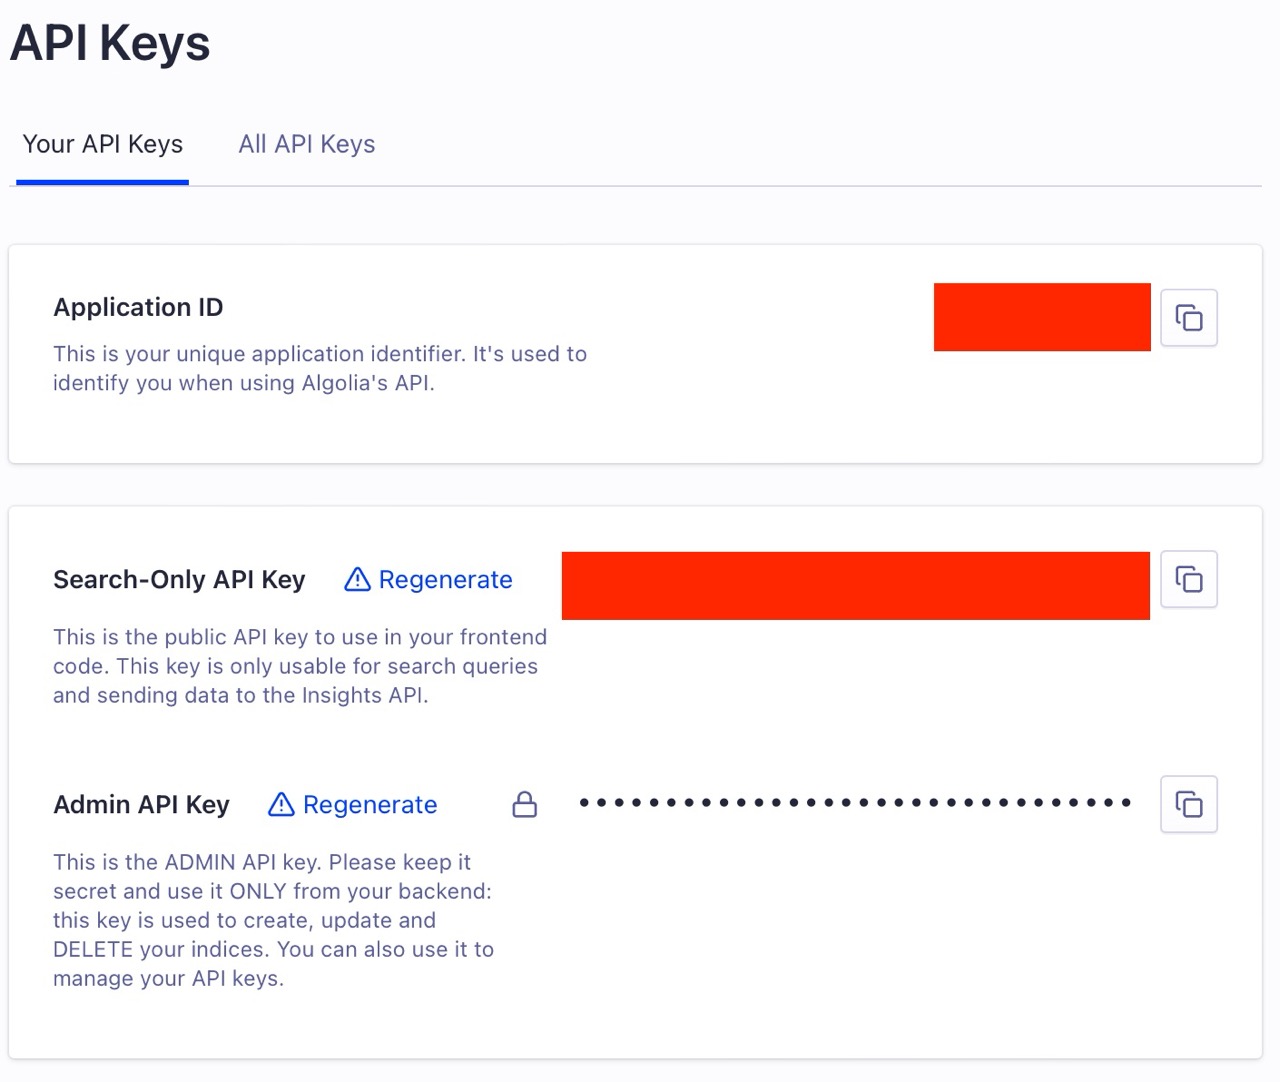 API Keys
Your API Keys
All API Keys
Application ID
This is your unique application identifier. It's used to
identify you when using Algolia's API.
Search-Only API Key
Regenerate
This is the public API key to use in your frontend
code. This key is only usable for search queries
and sending data to the Insights API.
Admin API Key
Regenerate
••••••••••••••••••••••••••••••••
This is the ADMIN API key. Please keep it
secret and use it ONLY from your backend:
this key is used to create, update and
DELETE your indices. You can also use it to
manage your API keys.